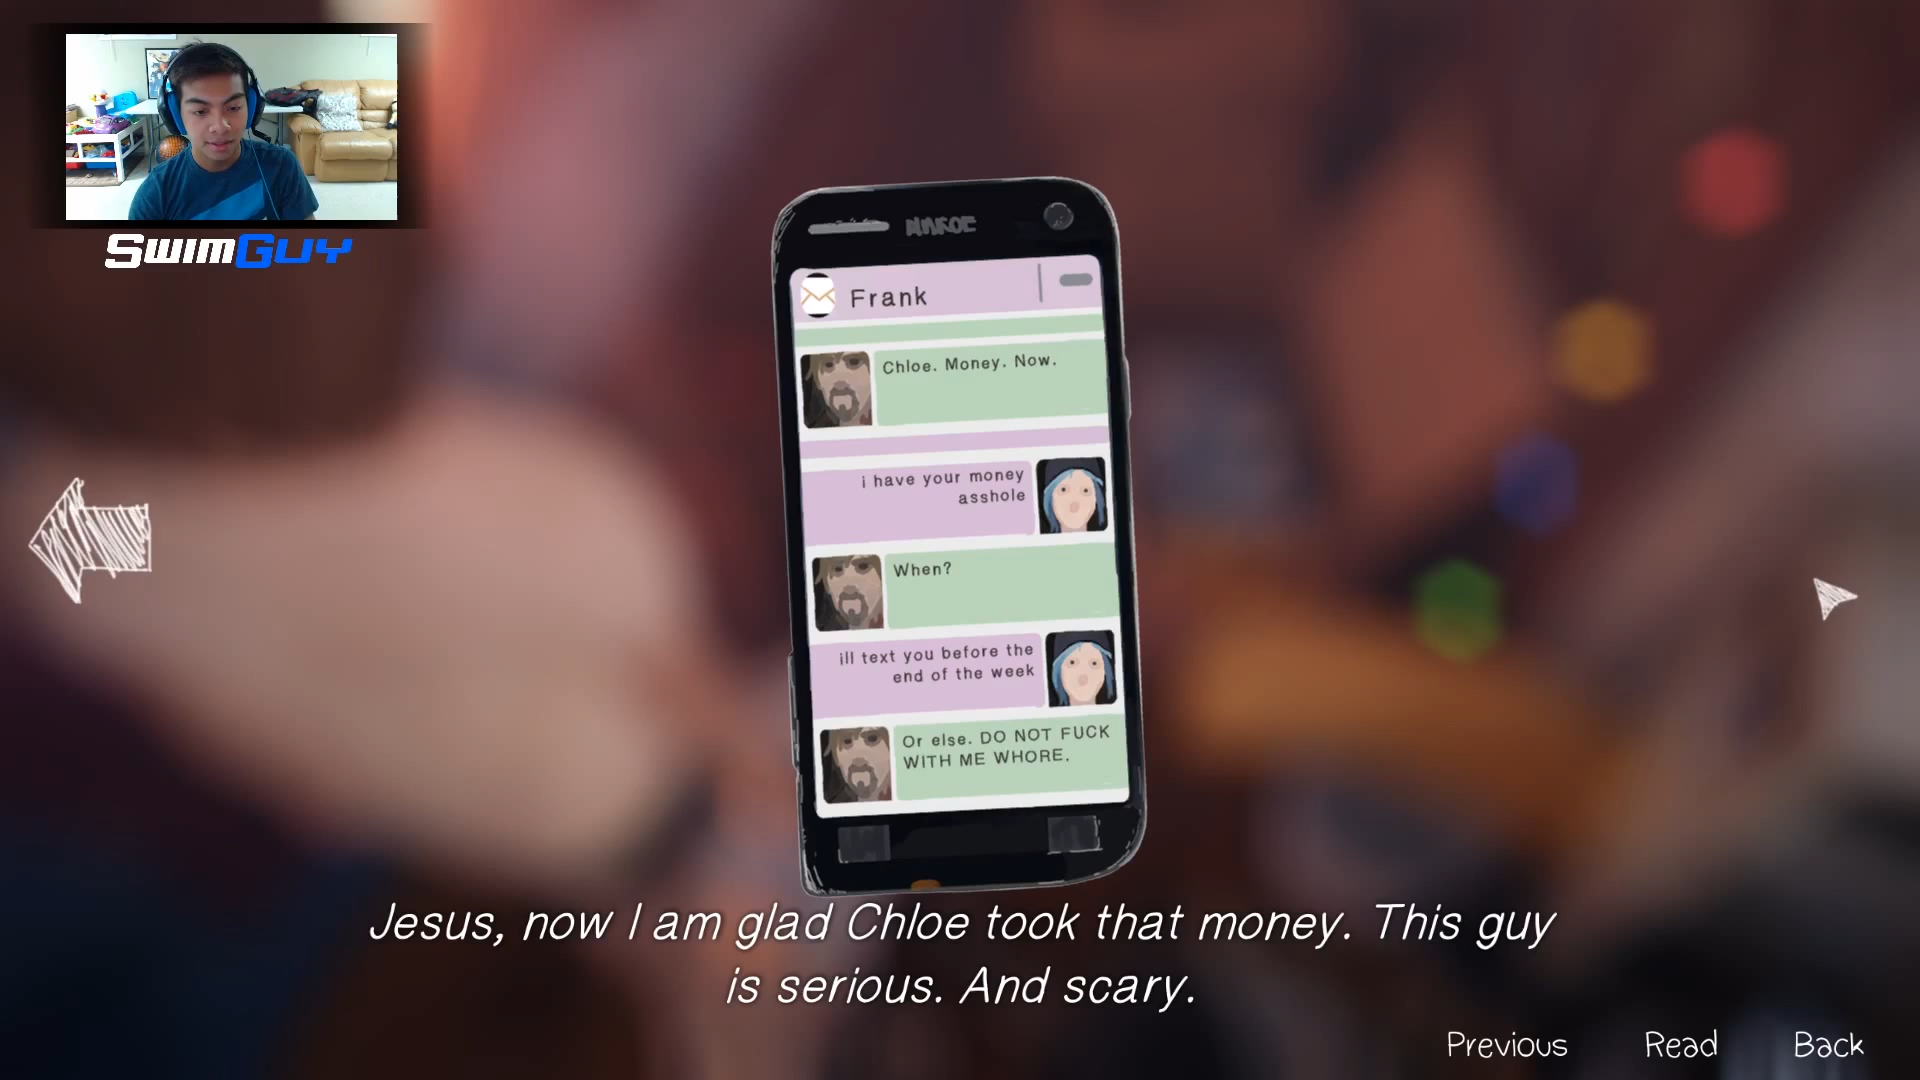 SwimGuy
Frank
Chloe. Money. Now.
i have your money
asshole
When?
ill text you before the
end of the week
Or else. DO NOT FUCK
WITH ME WHORE.
Jesus, now I am glad Chloe took that money. This guy
is serious. And scary.
Previous Read Back